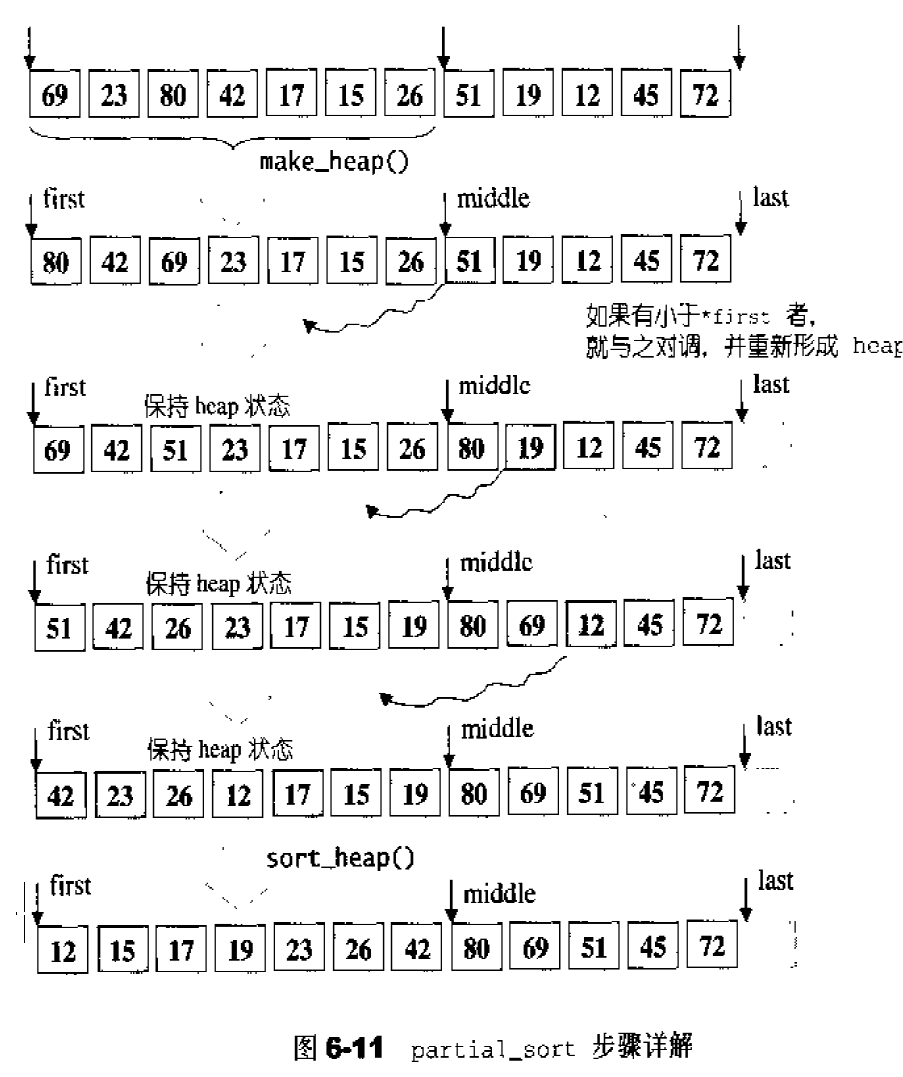 69 23 80 42 17 15 26 51 19 12 45 72
make_heap()
first middle last
80 42 69 23 17 15 26 51 19 12 45 72
如果有小于*first 者，
就与之对调，并重新形成 heap
first middle last
保持 heap 状态
69 42 51 23 17 15 26 80 19 12 45 72
first middle last
保持 heap 状态
51 42 26 23 17 15 19 80 69 12 45 72
first middle last
保持 heap 状态
42 23 26 12 17 15 19 80 69 51 45 72
sort_heap()
first middle last
12 15 17 19 23 26 42 80 69 51 45 72
图 6-11 partial_sort 步骤详解